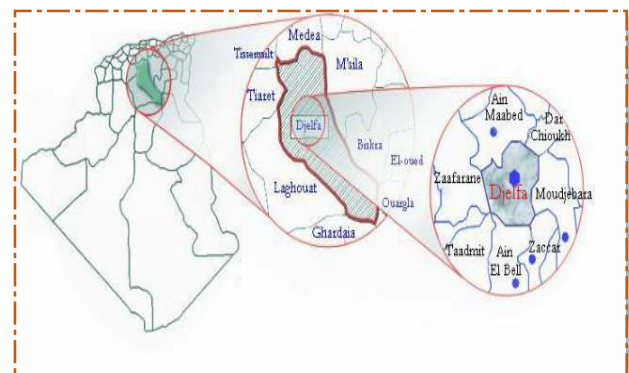 Medea
Tissemsilt
M'sila
Tiaret
Djelfa
Biskra
El-oued
Laghouat
Ouargla
Ghardaia
Ain
Maabed
Dar
Chioukh
Zaafarane
Djelfa
Moudjebara
Taadmit
Ain
El Bell
Zaccar